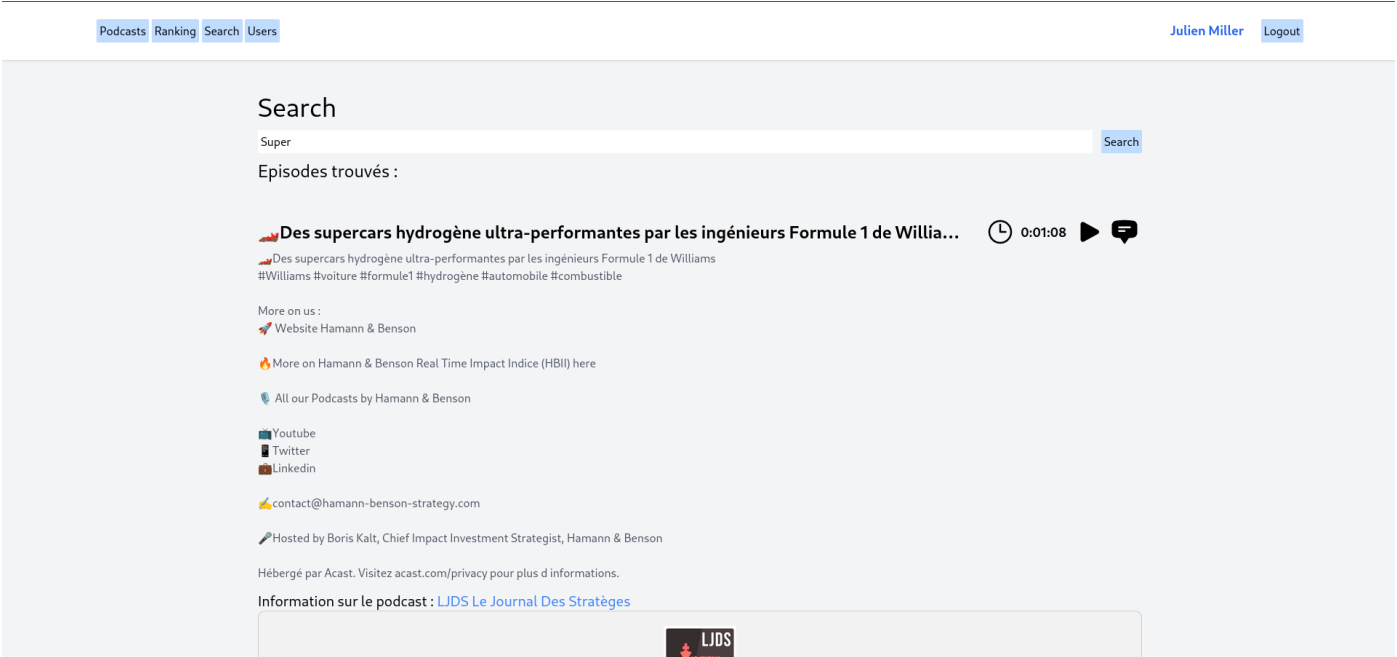 Podcasts Ranking Search Users Julien Miller Logout
Search
Super Search
Episodes trouvés :
🏎️Des supercars hydrogène ultra-performantes par les ingénieurs Formule 1 de Willia... 0:01:08
🏎️Des supercars hydrogène ultra-performantes par les ingénieurs Formule 1 de Williams
#Williams #voiture #formule1 #hydrogène #automobile #combustible
More on us :
🚀 Website Hamann & Benson
🔥More on Hamann & Benson Real Time Impact Indice (HBII) here
🎙️ All our Podcasts by Hamann & Benson
📺Youtube
📱Twitter
💼Linkedin
✍️contact@hamann-benson-strategy.com
🎤Hosted by Boris Kalt, Chief Impact Investment Strategist, Hamann & Benson
Hébergé par Acast. Visitez acast.com/privacy pour plus d informations.
Information sur le podcast : LJDS Le Journal Des Stratèges
LJDS